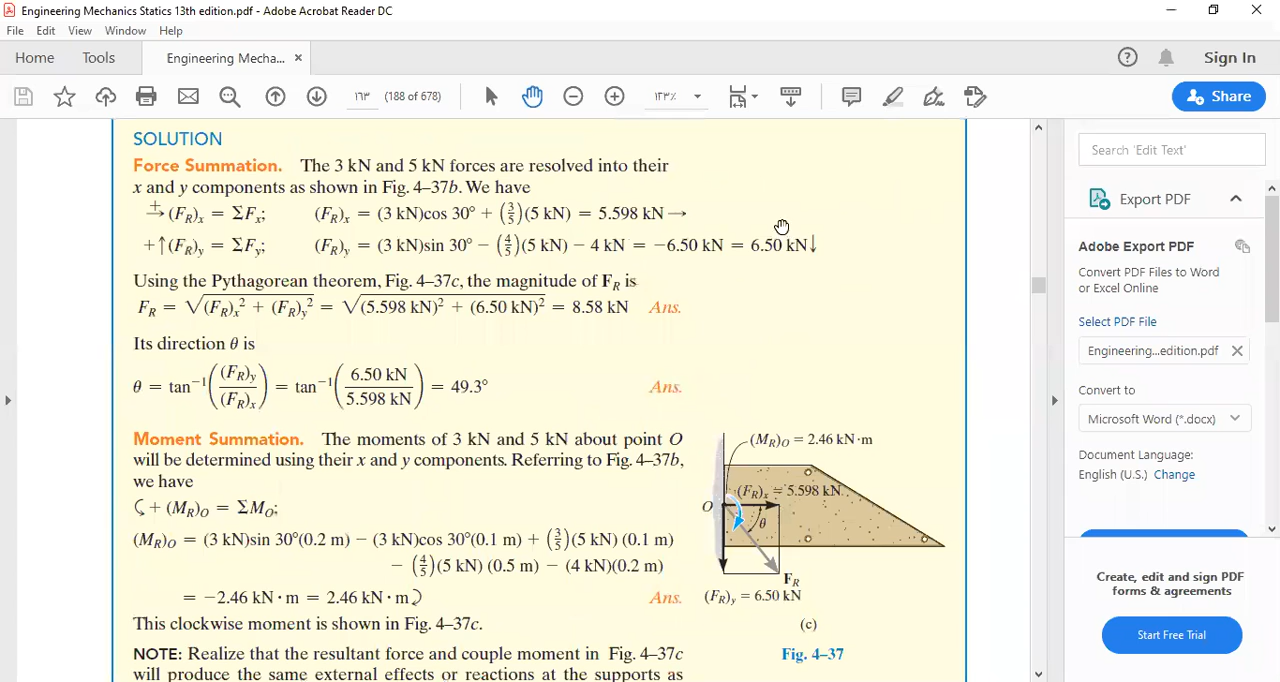 Engineering Mechanics Statics 13th edition.pdf - Adobe Acrobat Reader DC
File Edit View Window Help
Home Tools Engineering Mecha... ×
١٦٣ (188 of 678) ١٢٣٪ Share
Sign In
SOLUTION
Force Summation. The 3 kN and 5 kN forces are resolved into their
x and y components as shown in Fig. 4–37b. We have
→+ (F_R)_x = ΣF_x; (F_R)_x = (3 kN)cos 30° + (3/5)(5 kN) = 5.598 kN →
+↑(F_R)_y = ΣF_y; (F_R)_y = (3 kN)sin 30° − (4/5)(5 kN) − 4 kN = −6.50 kN = 6.50 kN↓
Using the Pythagorean theorem, Fig. 4–37c, the magnitude of F_R is
F_R = √(F_R)_x² + (F_R)_y² = √(5.598 kN)² + (6.50 kN)² = 8.58 kN Ans.
Its direction θ is
θ = tan⁻¹((F_R)_y/(F_R)_x) = tan⁻¹(6.50 kN/5.598 kN) = 49.3° Ans.
Moment Summation. The moments of 3 kN and 5 kN about point O
will be determined using their x and y components. Referring to Fig. 4–37b,
we have
⤹+ (M_R)_O = ΣM_O;
(M_R)_O = (3 kN)sin 30°(0.2 m) − (3 kN)cos 30°(0.1 m) + (3/5)(5 kN) (0.1 m)
− (4/5)(5 kN) (0.5 m) − (4 kN)(0.2 m)
= −2.46 kN·m = 2.46 kN·m⤸ Ans.
This clockwise moment is shown in Fig. 4–37c.
NOTE: Realize that the resultant force and couple moment in Fig. 4–37c
will produce the same external effects or reactions at the supports as
(M_R)_O = 2.46 kN·m
(F_R)_x = 5.598 kN
O
θ
F_R
(F_R)_y = 6.50 kN
(c)
Fig. 4–37
Search 'Edit Text'
Export PDF
Adobe Export PDF
Convert PDF Files to Word
or Excel Online
Select PDF File
Engineering...edition.pdf ×
Convert to
Microsoft Word (*.docx)
Document Language:
English (U.S.) Change
Create, edit and sign PDF
forms & agreements
Start Free Trial